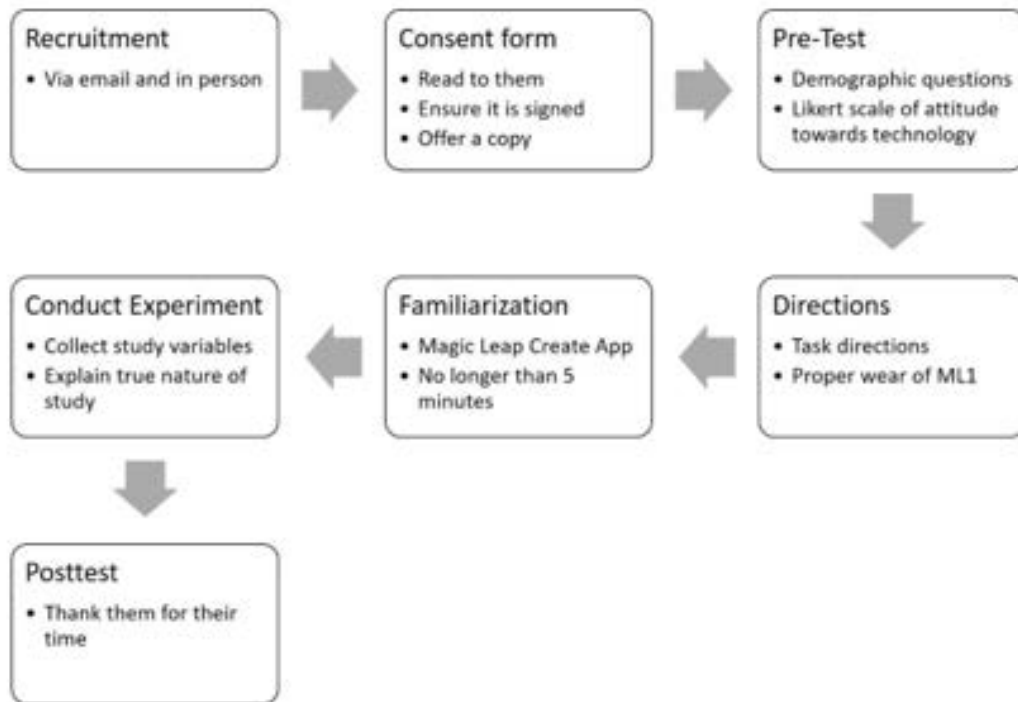 Recruitment
• Via email and in person
Consent form
• Read to them
• Ensure it is signed
• Offer a copy
Pre-Test
• Demographic questions
• Likert scale of attitude
towards technology
Directions
• Task directions
• Proper wear of ML1
Familiarization
• Magic Leap Create App
• No longer than 5
minutes
Conduct Experiment
• Collect study variables
• Explain true nature of
study
Posttest
• Thank them for their
time